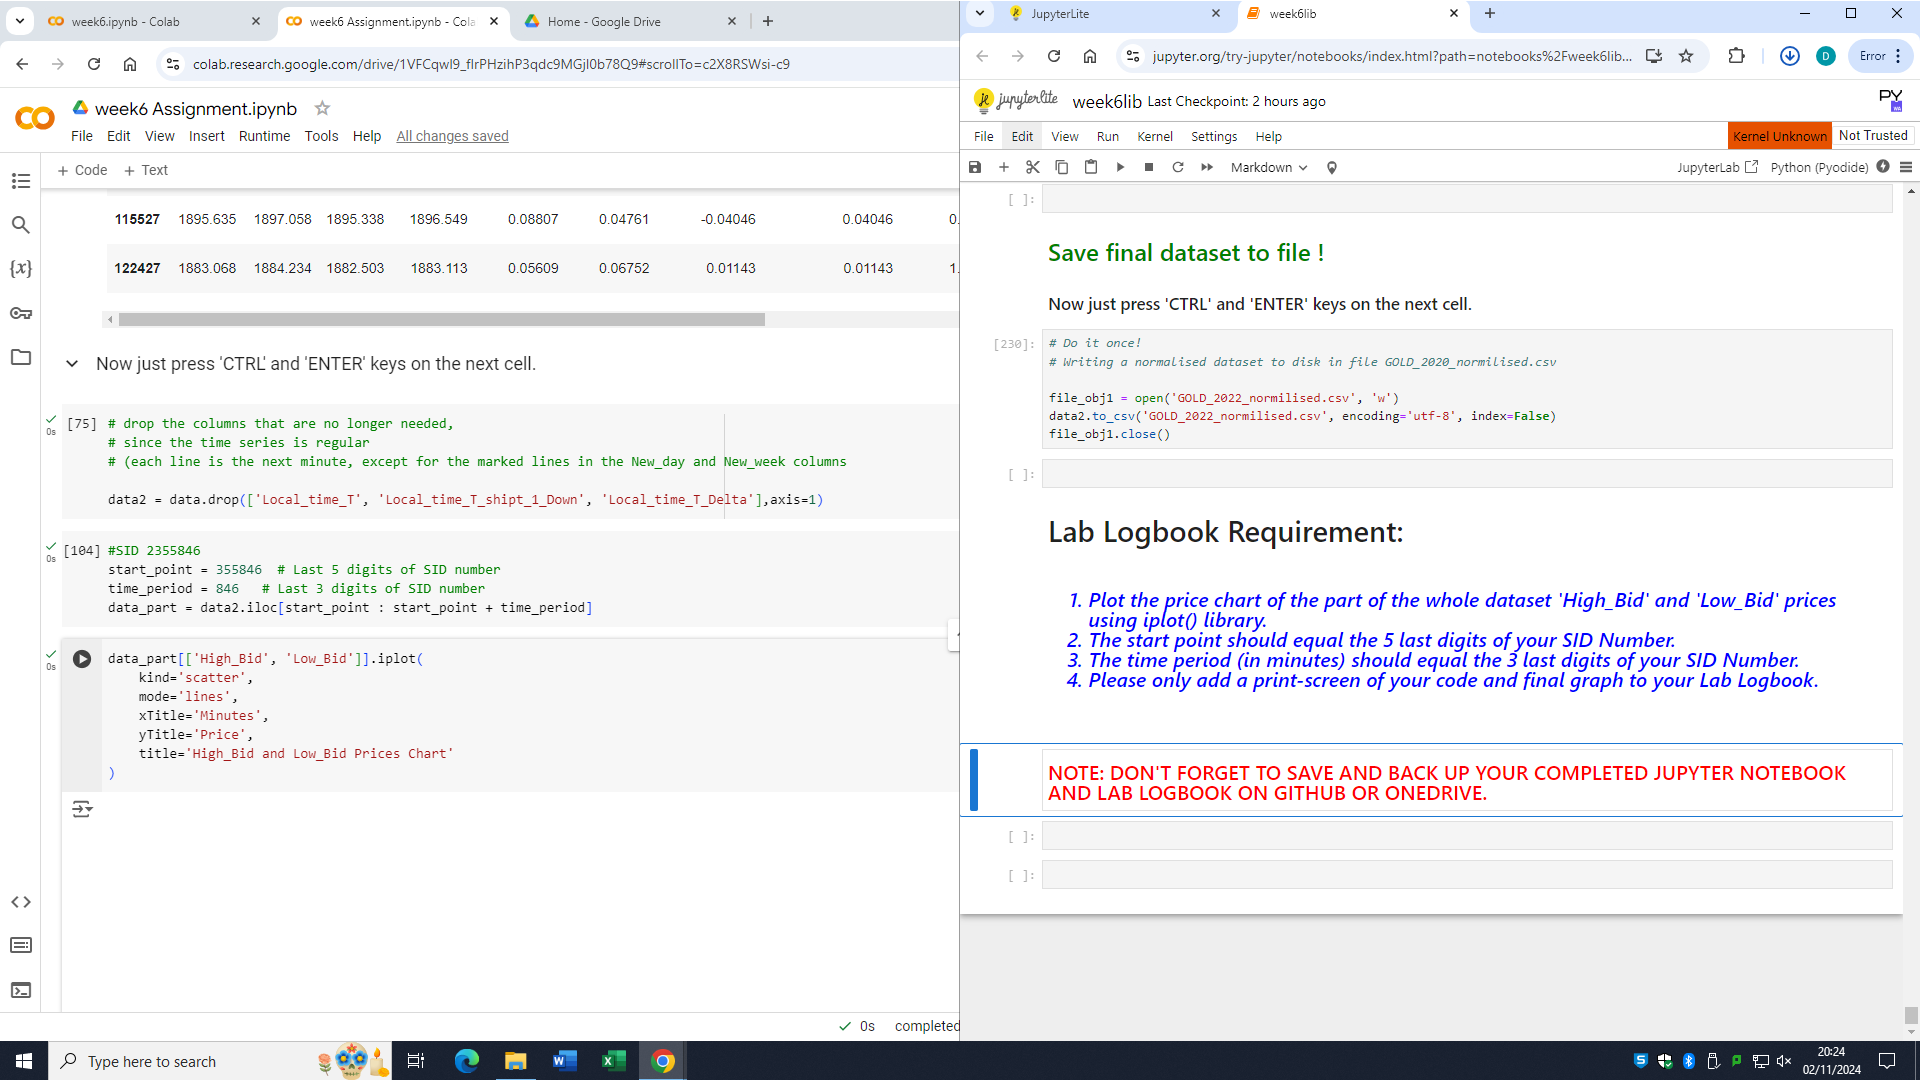 week6.ipynb - Colab
week6 Assignment.ipynb - Cola
Home - Google Drive
colab.research.google.com/drive/1VFCqwI9_flrPHzihP3qdc9MGjl0b78Q9#scrollTo=c2X8RSWsi-c9
week6 Assignment.ipynb
File Edit View Insert Runtime Tools Help All changes saved
+ Code + Text
115527 1895.635 1897.058 1895.338 1896.549 0.08807 0.04761 -0.04046 0.04046 0.
122427 1883.068 1884.234 1882.503 1883.113 0.05609 0.06752 0.01143 0.01143 1.
Now just press 'CTRL' and 'ENTER' keys on the next cell.
0s
[75] # drop the columns that are no longer needed,
# since the time series is regular
# (each line is the next minute, except for the marked lines in the New_day and New_week columns
data2 = data.drop(['Local_time_T', 'Local_time_T_shipt_1_Down', 'Local_time_T_Delta'],axis=1)
0s
[104] #SID 2355846
start_point = 355846 # Last 5 digits of SID number
time_period = 846 # Last 3 digits of SID number
data_part = data2.iloc[start_point : start_point + time_period]
0s
data_part[['High_Bid', 'Low_Bid']].iplot(
kind='scatter',
mode='lines',
xTitle='Minutes',
yTitle='Price',
title='High_Bid and Low_Bid Prices Chart'
)
0s completed
JupyterLite
week6lib
jupyter.org/try-jupyter/notebooks/index.html?path=notebooks%2Fweek6lib...
D
Error
jupyterlite
week6lib Last Checkpoint: 2 hours ago
PY
File Edit View Run Kernel Settings Help
Kernel Unknown Not Trusted
Markdown
JupyterLab Python (Pyodide)
[ ]:
Save final dataset to file !
Now just press 'CTRL' and 'ENTER' keys on the next cell.
[230]: # Do it once!
# Writing a normalised dataset to disk in file GOLD_2020_normilised.csv
file_obj1 = open('GOLD_2022_normilised.csv', 'w')
data2.to_csv('GOLD_2022_normilised.csv', encoding='utf-8', index=False)
file_obj1.close()
[ ]:
Lab Logbook Requirement:
1. Plot the price chart of the part of the whole dataset 'High_Bid' and 'Low_Bid' prices
using iplot() library.
2. The start point should equal the 5 last digits of your SID Number.
3. The time period (in minutes) should equal the 3 last digits of your SID Number.
4. Please only add a print-screen of your code and final graph to your Lab Logbook.
NOTE: DON'T FORGET TO SAVE AND BACK UP YOUR COMPLETED JUPYTER NOTEBOOK
AND LAB LOGBOOK ON GITHUB OR ONEDRIVE.
[ ]:
[ ]:
Type here to search
20:24
02/11/2024